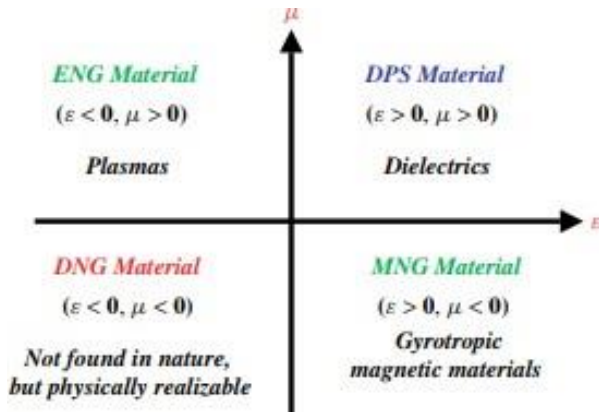 μ
ENG Material
(ε < 0, μ > 0)
Plasmas
DPS Material
(ε > 0, μ > 0)
Dielectrics
ε
DNG Material
(ε < 0, μ < 0)
Not found in nature,
but physically realizable
MNG Material
(ε > 0, μ < 0)
Gyrotropic
magnetic materials